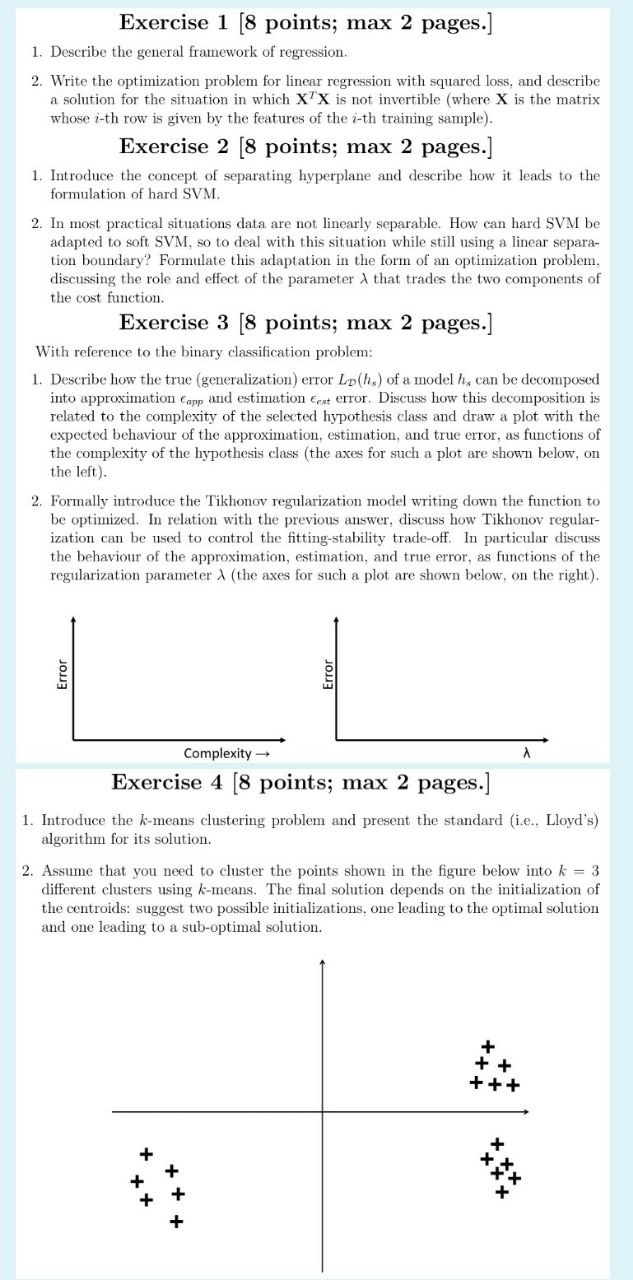 Exercise 1 [8 points; max 2 pages.]
1. Describe the general framework of regression.
2. Write the optimization problem for linear regression with squared loss, and describe
a solution for the situation in which XᵀX is not invertible (where X is the matrix
whose i-th row is given by the features of the i-th training sample).
Exercise 2 [8 points; max 2 pages.]
1. Introduce the concept of separating hyperplane and describe how it leads to the
formulation of hard SVM.
2. In most practical situations data are not linearly separable. How can hard SVM be
adapted to soft SVM, so to deal with this situation while still using a linear separa-
tion boundary? Formulate this adaptation in the form of an optimization problem,
discussing the role and effect of the parameter λ that trades the two components of
the cost function.
Exercise 3 [8 points; max 2 pages.]
With reference to the binary classification problem:
1. Describe how the true (generalization) error L_D(h_s) of a model h_s can be decomposed
into approximation ϵ_app and estimation ϵ_est error. Discuss how this decomposition is
related to the complexity of the selected hypothesis class and draw a plot with the
expected behaviour of the approximation, estimation, and true error, as functions of
the complexity of the hypothesis class (the axes for such a plot are shown below, on
the left).
2. Formally introduce the Tikhonov regularization model writing down the function to
be optimized. In relation with the previous answer, discuss how Tikhonov regular-
ization can be used to control the fitting-stability trade-off. In particular discuss
the behaviour of the approximation, estimation, and true error, as functions of the
regularization parameter λ (the axes for such a plot are shown below, on the right).
Error
Complexity →
Error
λ
Exercise 4 [8 points; max 2 pages.]
1. Introduce the k-means clustering problem and present the standard (i.e., Lloyd's)
algorithm for its solution.
2. Assume that you need to cluster the points shown in the figure below into k = 3
different clusters using k-means. The final solution depends on the initialization of
the centroids: suggest two possible initializations, one leading to the optimal solution
and one leading to a sub-optimal solution.